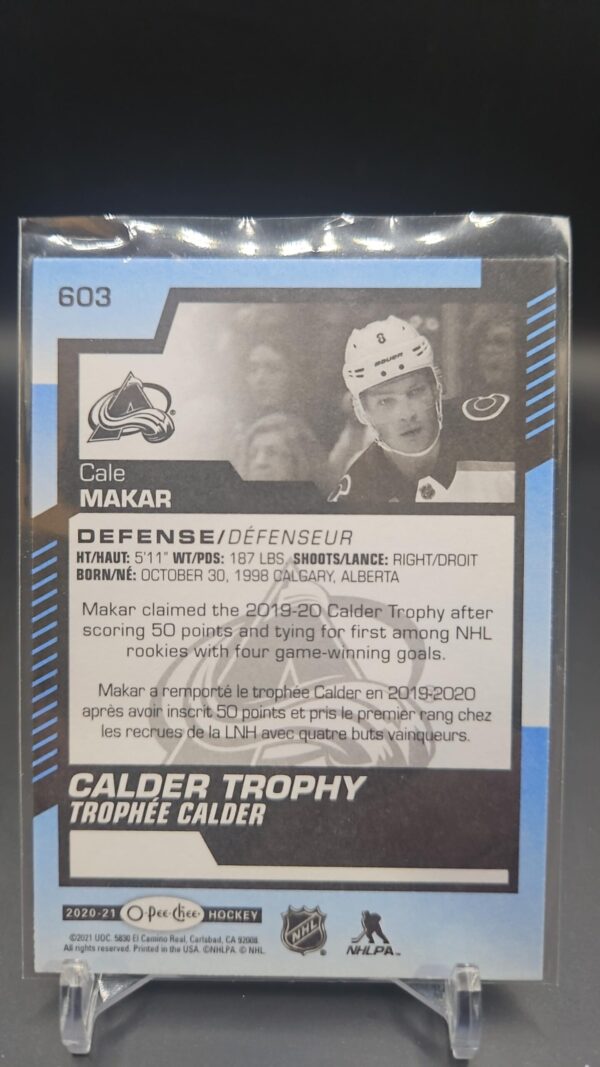 603
8
BAUER
Cale
MAKAR
DEFENSE/DÉFENSEUR
HT/HAUT: 5'11" WT/PDS: 187 LBS SHOOTS/LANCE: RIGHT/DROIT
BORN/NÉ: OCTOBER 30, 1998 CALGARY, ALBERTA
Makar claimed the 2019-20 Calder Trophy after
scoring 50 points and tying for first among NHL
rookies with four game-winning goals.
Makar a remporté le trophée Calder en 2019-2020
après avoir inscrit 50 points et pris le premier rang chez
les recrues de la LNH avec quatre buts vainqueurs.
CALDER TROPHY
TROPHÉE CALDER
2020-21 O-Pee-Chee HOCKEY
©2021 UDC. 5830 El Camino Real, Carlsbad, CA 92008.
All rights reserved. Printed in the USA. ©NHLPA. © NHL.
NHL
NHLPA™